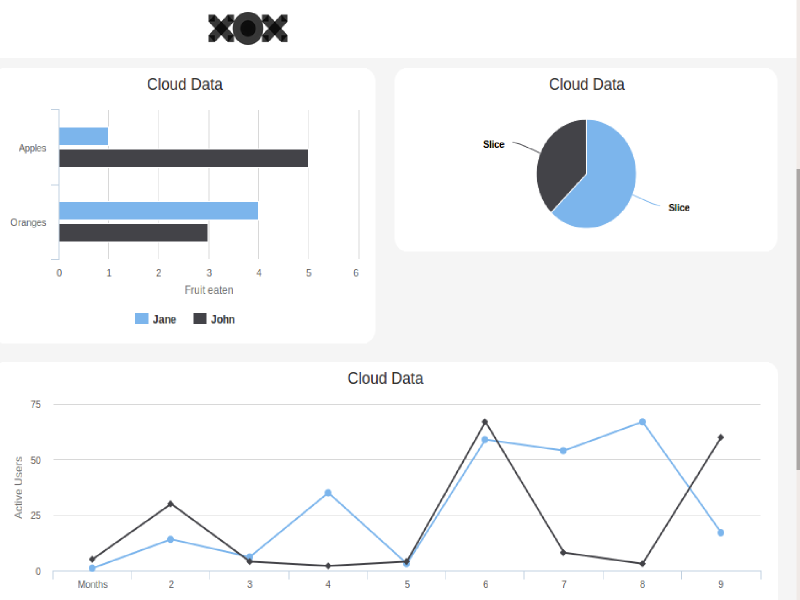 XOX
Cloud Data
Apples
Oranges
0 1 2 3 4 5 6
Fruit eaten
Jane John
Cloud Data
Slice
Slice
Cloud Data
Active Users
75
50
25
0
Months 2 3 4 5 6 7 8 9